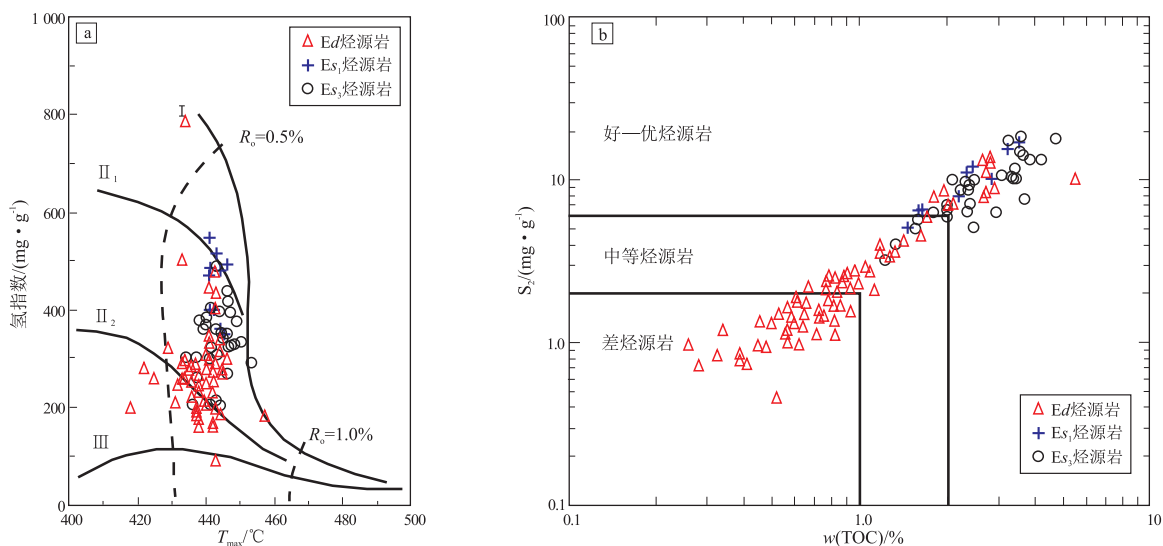 a
1 000
800
600
400
200
0
氢指数/(mg·g⁻¹)
400
420
440
460
480
500
Tmax/℃
Ed烃源岩
Es₁烃源岩
Es₃烃源岩
I
Ro=0.5%
II₁
II₂
III
Ro=1.0%
b
100
10
1.0
0.1
S₂/(mg·g⁻¹)
0.1
1.0
10
w(TOC)/%
好—优烃源岩
中等烃源岩
差烃源岩
Ed烃源岩
Es₁烃源岩
Es₃烃源岩